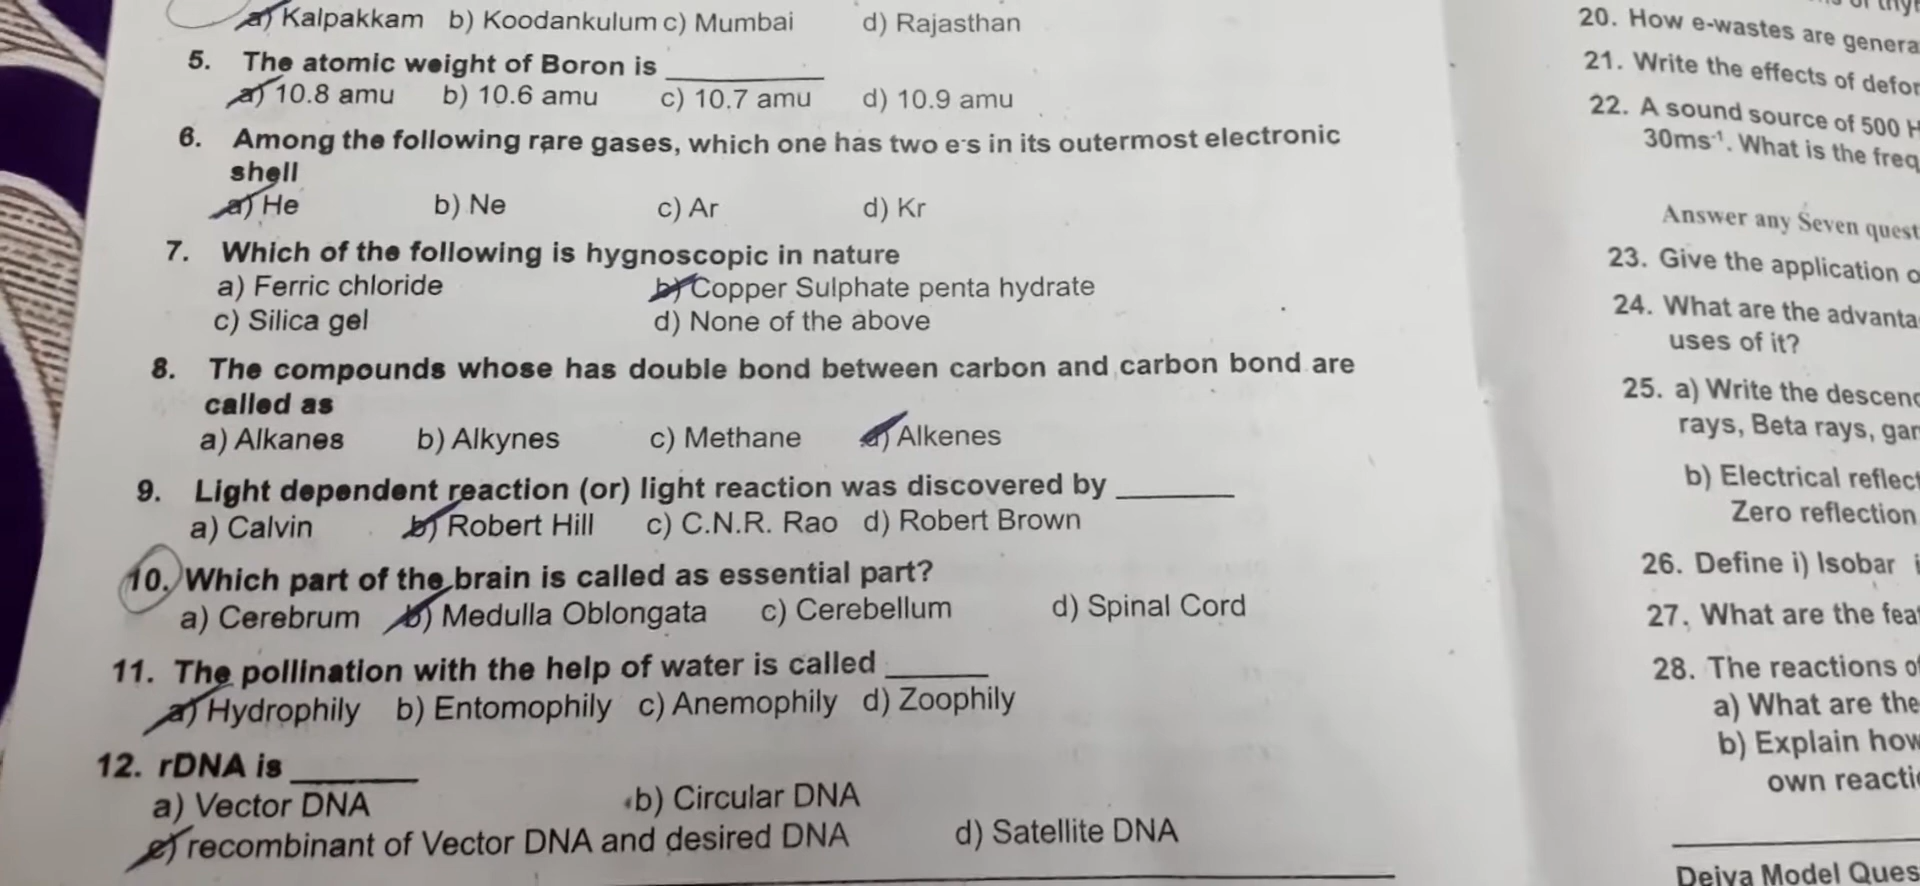 a) Kalpakkam b) Koodankulum c) Mumbai d) Rajasthan
5. The atomic weight of Boron is ________
a) 10.8 amu b) 10.6 amu c) 10.7 amu d) 10.9 amu
6. Among the following rare gases, which one has two e-s in its outermost electronic
shell
a) He b) Ne c) Ar d) Kr
7. Which of the following is hygnoscopic in nature
a) Ferric chloride b) Copper Sulphate penta hydrate
c) Silica gel d) None of the above
8. The compounds whose has double bond between carbon and carbon bond are
called as
a) Alkanes b) Alkynes c) Methane d) Alkenes
9. Light dependent reaction (or) light reaction was discovered by ________
a) Calvin b) Robert Hill c) C.N.R. Rao d) Robert Brown
10. Which part of the brain is called as essential part?
a) Cerebrum b) Medulla Oblongata c) Cerebellum d) Spinal Cord
11. The pollination with the help of water is called ________
a) Hydrophily b) Entomophily c) Anemophily d) Zoophily
12. rDNA is ________
a) Vector DNA b) Circular DNA
c) recombinant of Vector DNA and desired DNA d) Satellite DNA
20. How e-wastes are genera
21. Write the effects of defor
22. A sound source of 500 H
30ms-1. What is the freq
Answer any Seven quest
23. Give the application o
24. What are the advanta
uses of it?
25. a) Write the descend
rays, Beta rays, gam
b) Electrical reflect
Zero reflection
26. Define i) Isobar i
27. What are the feat
28. The reactions of
a) What are the
b) Explain how
own reactio
Deiva Model Ques